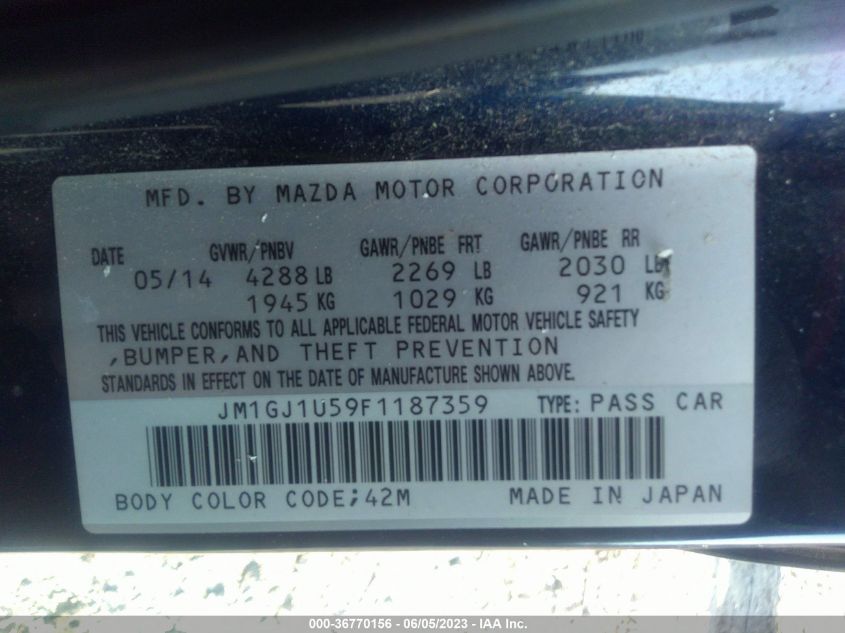 MFD. BY MAZDA MOTOR CORPORATION
DATE GVWR/PNBV GAWR/PNBE FRT GAWR/PNBE RR
05/14 4288 LB 2269 LB 2030 LB
1945 KG 1029 KG 921 KG
THIS VEHICLE CONFORMS TO ALL APPLICABLE FEDERAL MOTOR VEHICLE SAFETY
,BUMPER,AND THEFT PREVENTION
STANDARDS IN EFFECT ON THE DATE OF MANUFACTURE SHOWN ABOVE.
JM1GJ1U59F1187359 TYPE: PASS CAR
BODY COLOR CODE;42M MADE IN JAPAN
000-36770156 - 06/05/2023 - IAA Inc.